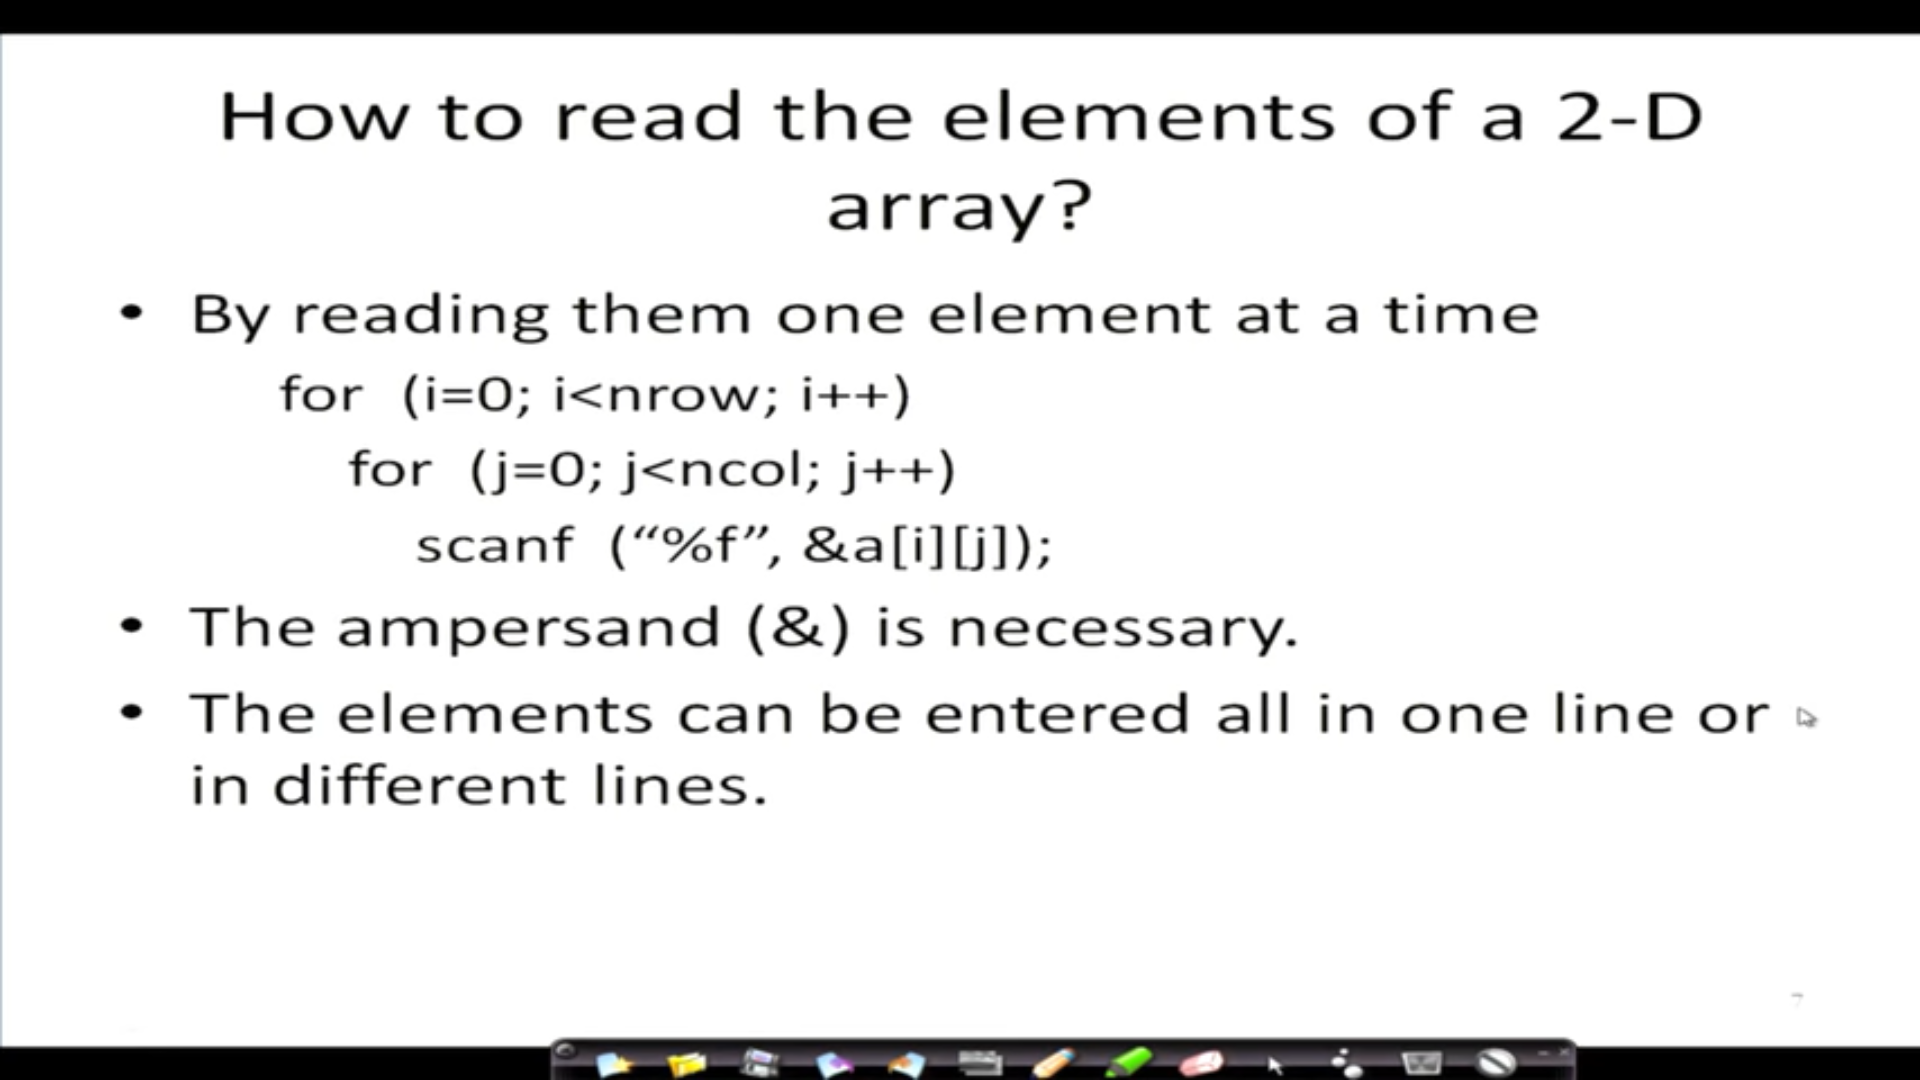 How to read the elements of a 2-D
array?
• By reading them one element at a time
for (i=0; i<nrow; i++)
for (j=0; j<ncol; j++)
scanf (“%f”, &a[i][j]);
• The ampersand (&) is necessary.
• The elements can be entered all in one line or
in different lines.
7